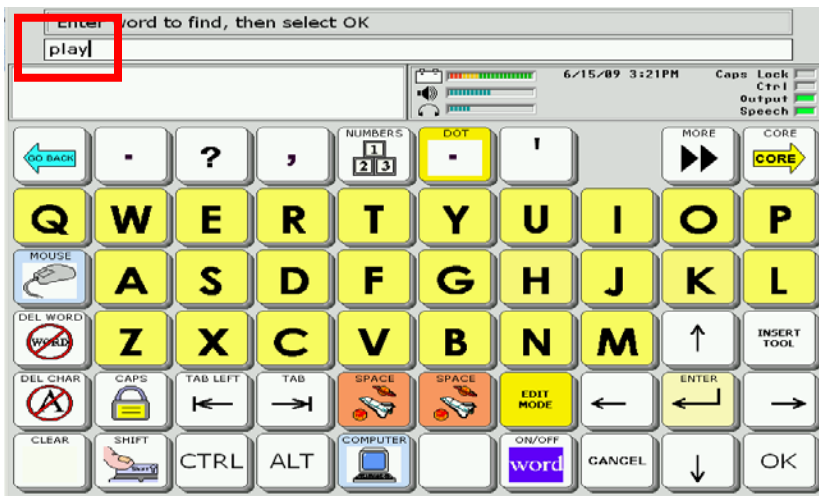 Enter word to find, then select OK
play
6/15/09 3:21PM
Caps Lock
Ctrl
Output
Speech
GO BACK
.
?
,
NUMBERS
1
2 3
DOT
.
'
MORE
CORE
CORE
Q W E R T Y U I O P
MOUSE
A S D F G H J K L
DEL WORD
WORD
Z X C V B N M ↑
INSERT
TOOL
DEL CHAR
A
CAPS
TAB LEFT
TAB
SPACE
SPACE
EDIT
MODE
←
ENTER
→
CLEAR
SHIFT
CTRL
ALT
COMPUTER
ON/OFF
word
CANCEL
↓
OK